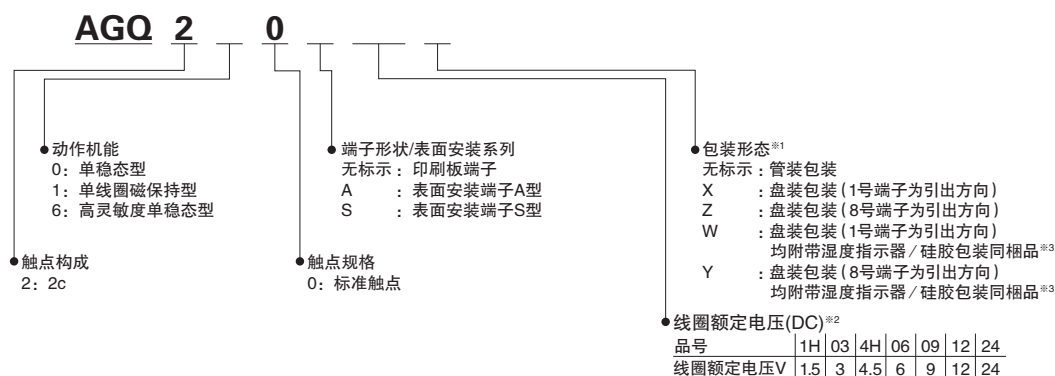 AGQ 2 0
动作机能
0：单稳态型
1：单线圈磁保持型
6：高灵敏度单稳态型
触点构成
2：2c
端子形状/表面安装系列
无标示：印刷板端子
A ：表面安装端子A型
S ：表面安装端子S型
触点规格
0：标准触点
包装形态※1
无标示：管装包装
X ：盘装包装(1号端子为引出方向)
Z ：盘装包装(8号端子为引出方向)
W ：盘装包装(1号端子为引出方向)
均附带湿度指示器/硅胶包装同梱品※3
Y ：盘装包装(8号端子为引出方向)
均附带湿度指示器/硅胶包装同梱品※3
线圈额定电压(DC)※2
品号 1H 03 4H 06 09 12 24
线圈额定电压V 1.5 3 4.5 6 9 12 24